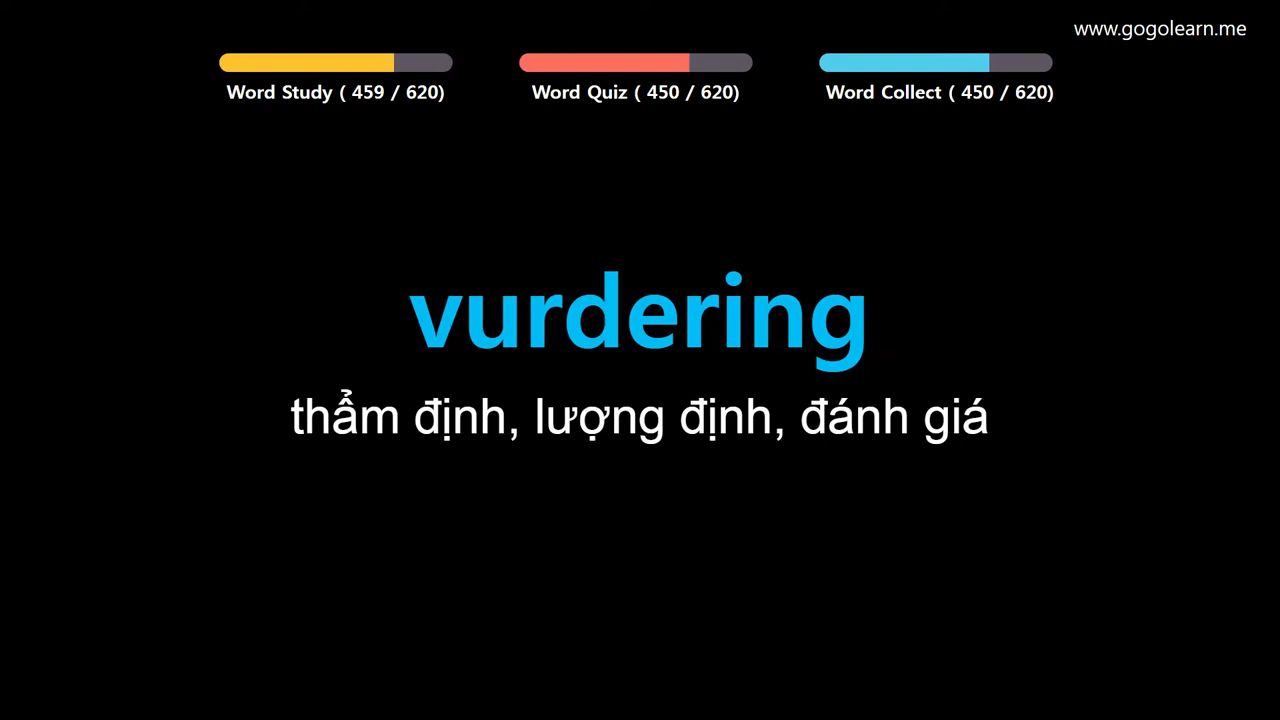 www.gogolearn.me
Word Study ( 459 / 620)
Word Quiz ( 450 / 620)
Word Collect ( 450 / 620)
vurdering
thẩm định, lượng định, đánh giá